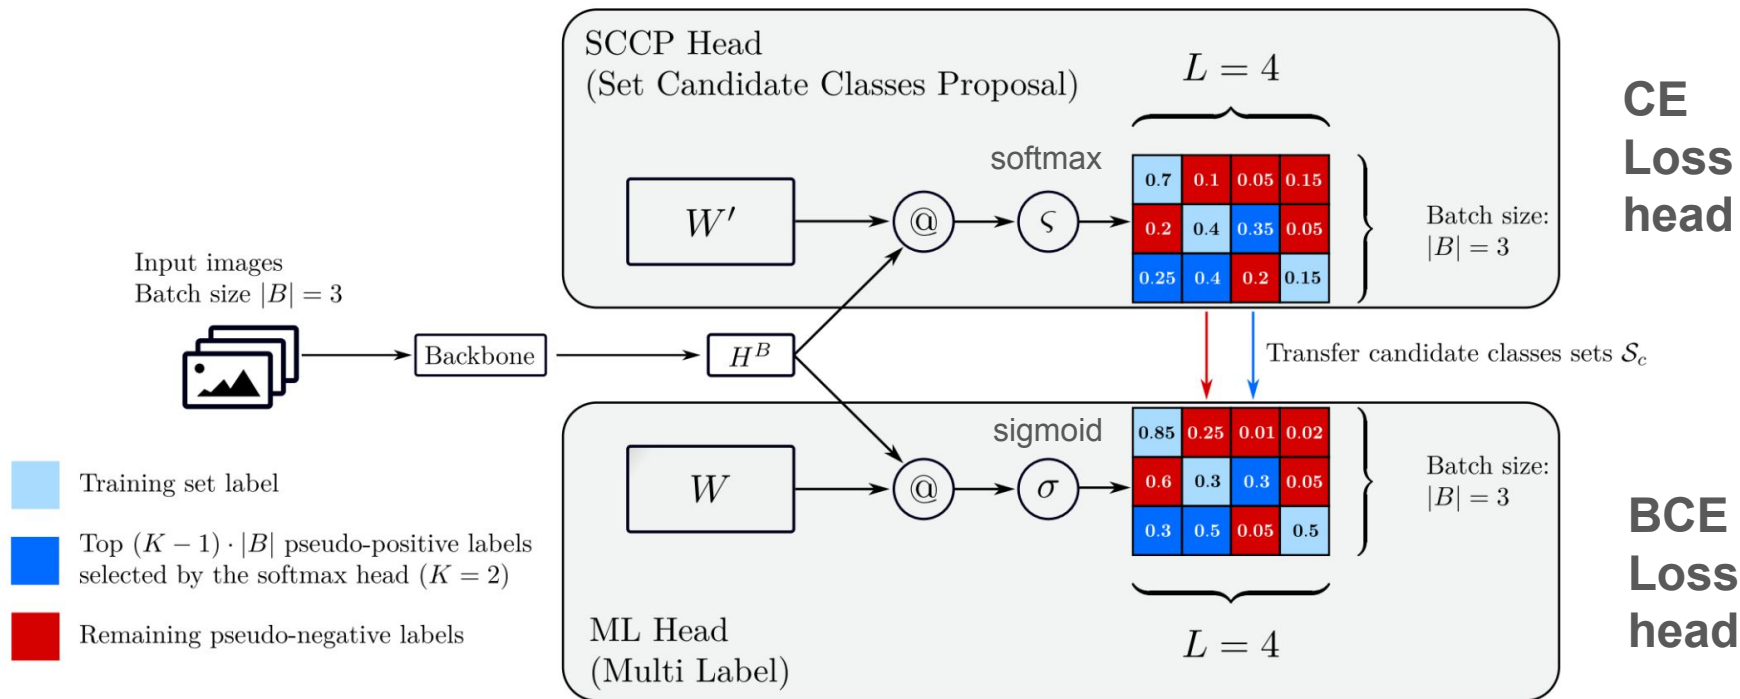 SCCP Head
(Set Candidate Classes Proposal)
L = 4
CE
Loss
head
softmax
W′
@
ς
0.7 0.1 0.05 0.15
0.2 0.4 0.35 0.05
0.25 0.4 0.2 0.15
Batch size:
|B| = 3
Input images
Batch size |B| = 3
Backbone
H^B
Transfer candidate classes sets 𝒮_c
sigmoid
W
@
σ
0.85 0.25 0.01 0.02
0.6 0.3 0.3 0.05
0.3 0.5 0.05 0.5
Batch size:
|B| = 3
BCE
Loss
head
L = 4
ML Head
(Multi Label)
Training set label
Top (K − 1) · |B| pseudo-positive labels
selected by the softmax head (K = 2)
Remaining pseudo-negative labels